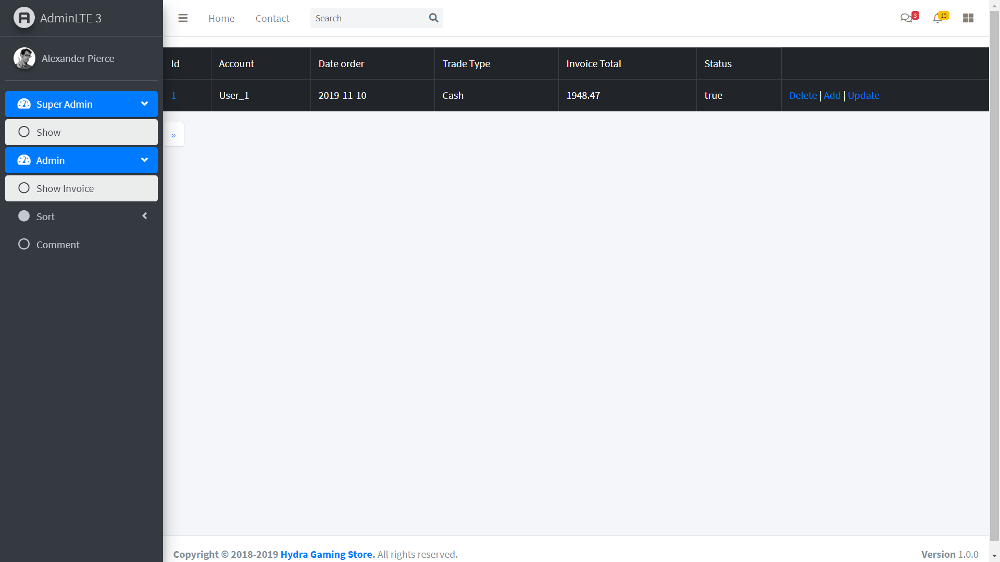 AdminLTE 3
Alexander Pierce
Super Admin
Show
Admin
Show Invoice
Sort
Comment
Home Contact Search 3 15
Id Account Date order Trade Type Invoice Total Status
1 User_1 2019-11-10 Cash 1948.47 true Delete | Add | Update
»
Copyright © 2018-2019 Hydra Gaming Store. All rights reserved. Version 1.0.0